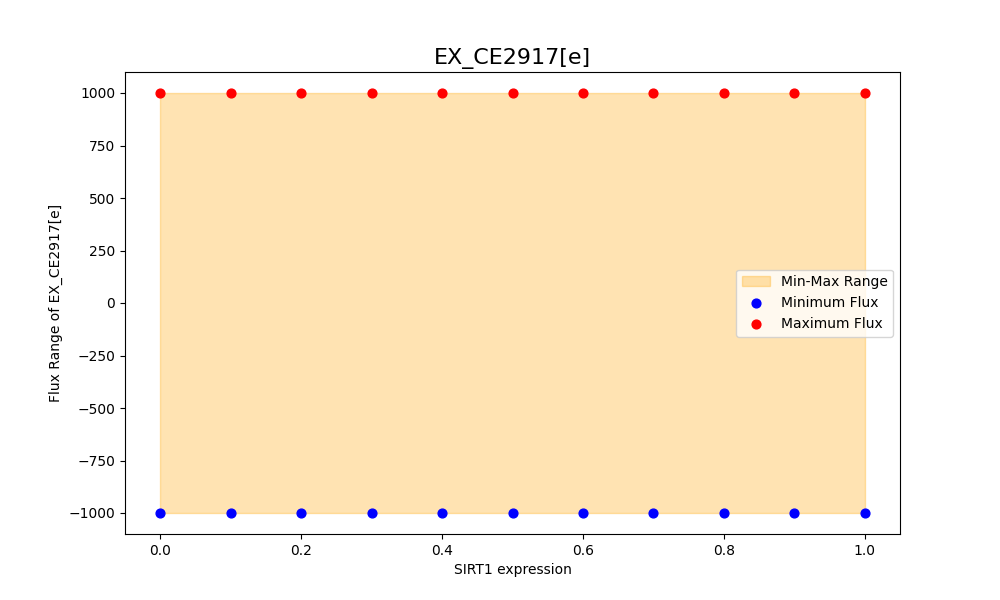 EX_CE2917[e]
Flux Range of EX_CE2917[e]
1000
750
500
250
0
−250
−500
−750
−1000
Min-Max Range
Minimum Flux
Maximum Flux
0.0 0.2 0.4 0.6 0.8 1.0
SIRT1 expression